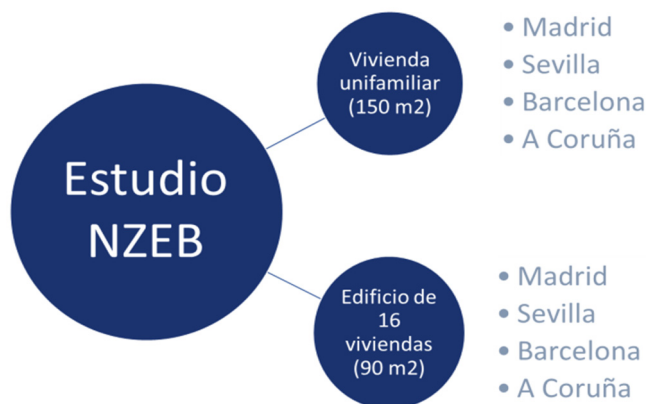 Estudio
NZEB
Vivienda
unifamiliar
(150 m2)
• Madrid
• Sevilla
• Barcelona
• A Coruña
Edificio de
16
viviendas
(90 m2)
• Madrid
• Sevilla
• Barcelona
• A Coruña